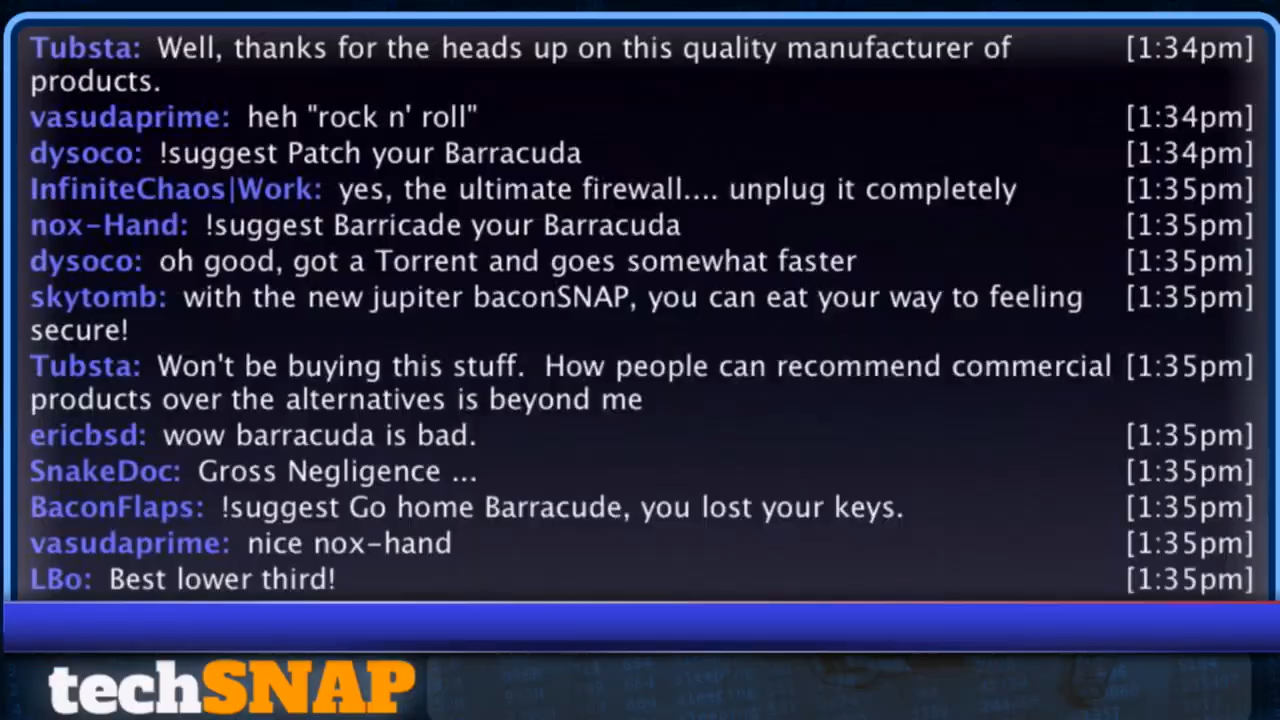 Tubsta: Well, thanks for the heads up on this quality manufacturer of [1:34pm]
products.
vasudaprime: heh "rock n' roll" [1:34pm]
dysoco: !suggest Patch your Barracuda [1:34pm]
InfiniteChaos|Work: yes, the ultimate firewall.... unplug it completely [1:35pm]
nox-Hand: !suggest Barricade your Barracuda [1:35pm]
dysoco: oh good, got a Torrent and goes somewhat faster [1:35pm]
skytomb: with the new jupiter baconSNAP, you can eat your way to feeling [1:35pm]
secure!
Tubsta: Won't be buying this stuff.  How people can recommend commercial [1:35pm]
products over the alternatives is beyond me
ericbsd: wow barracuda is bad. [1:35pm]
SnakeDoc: Gross Negligence ... [1:35pm]
BaconFlaps: !suggest Go home Barracude, you lost your keys. [1:35pm]
vasudaprime: nice nox-hand [1:35pm]
LBo: Best lower third! [1:35pm]
techSNAP